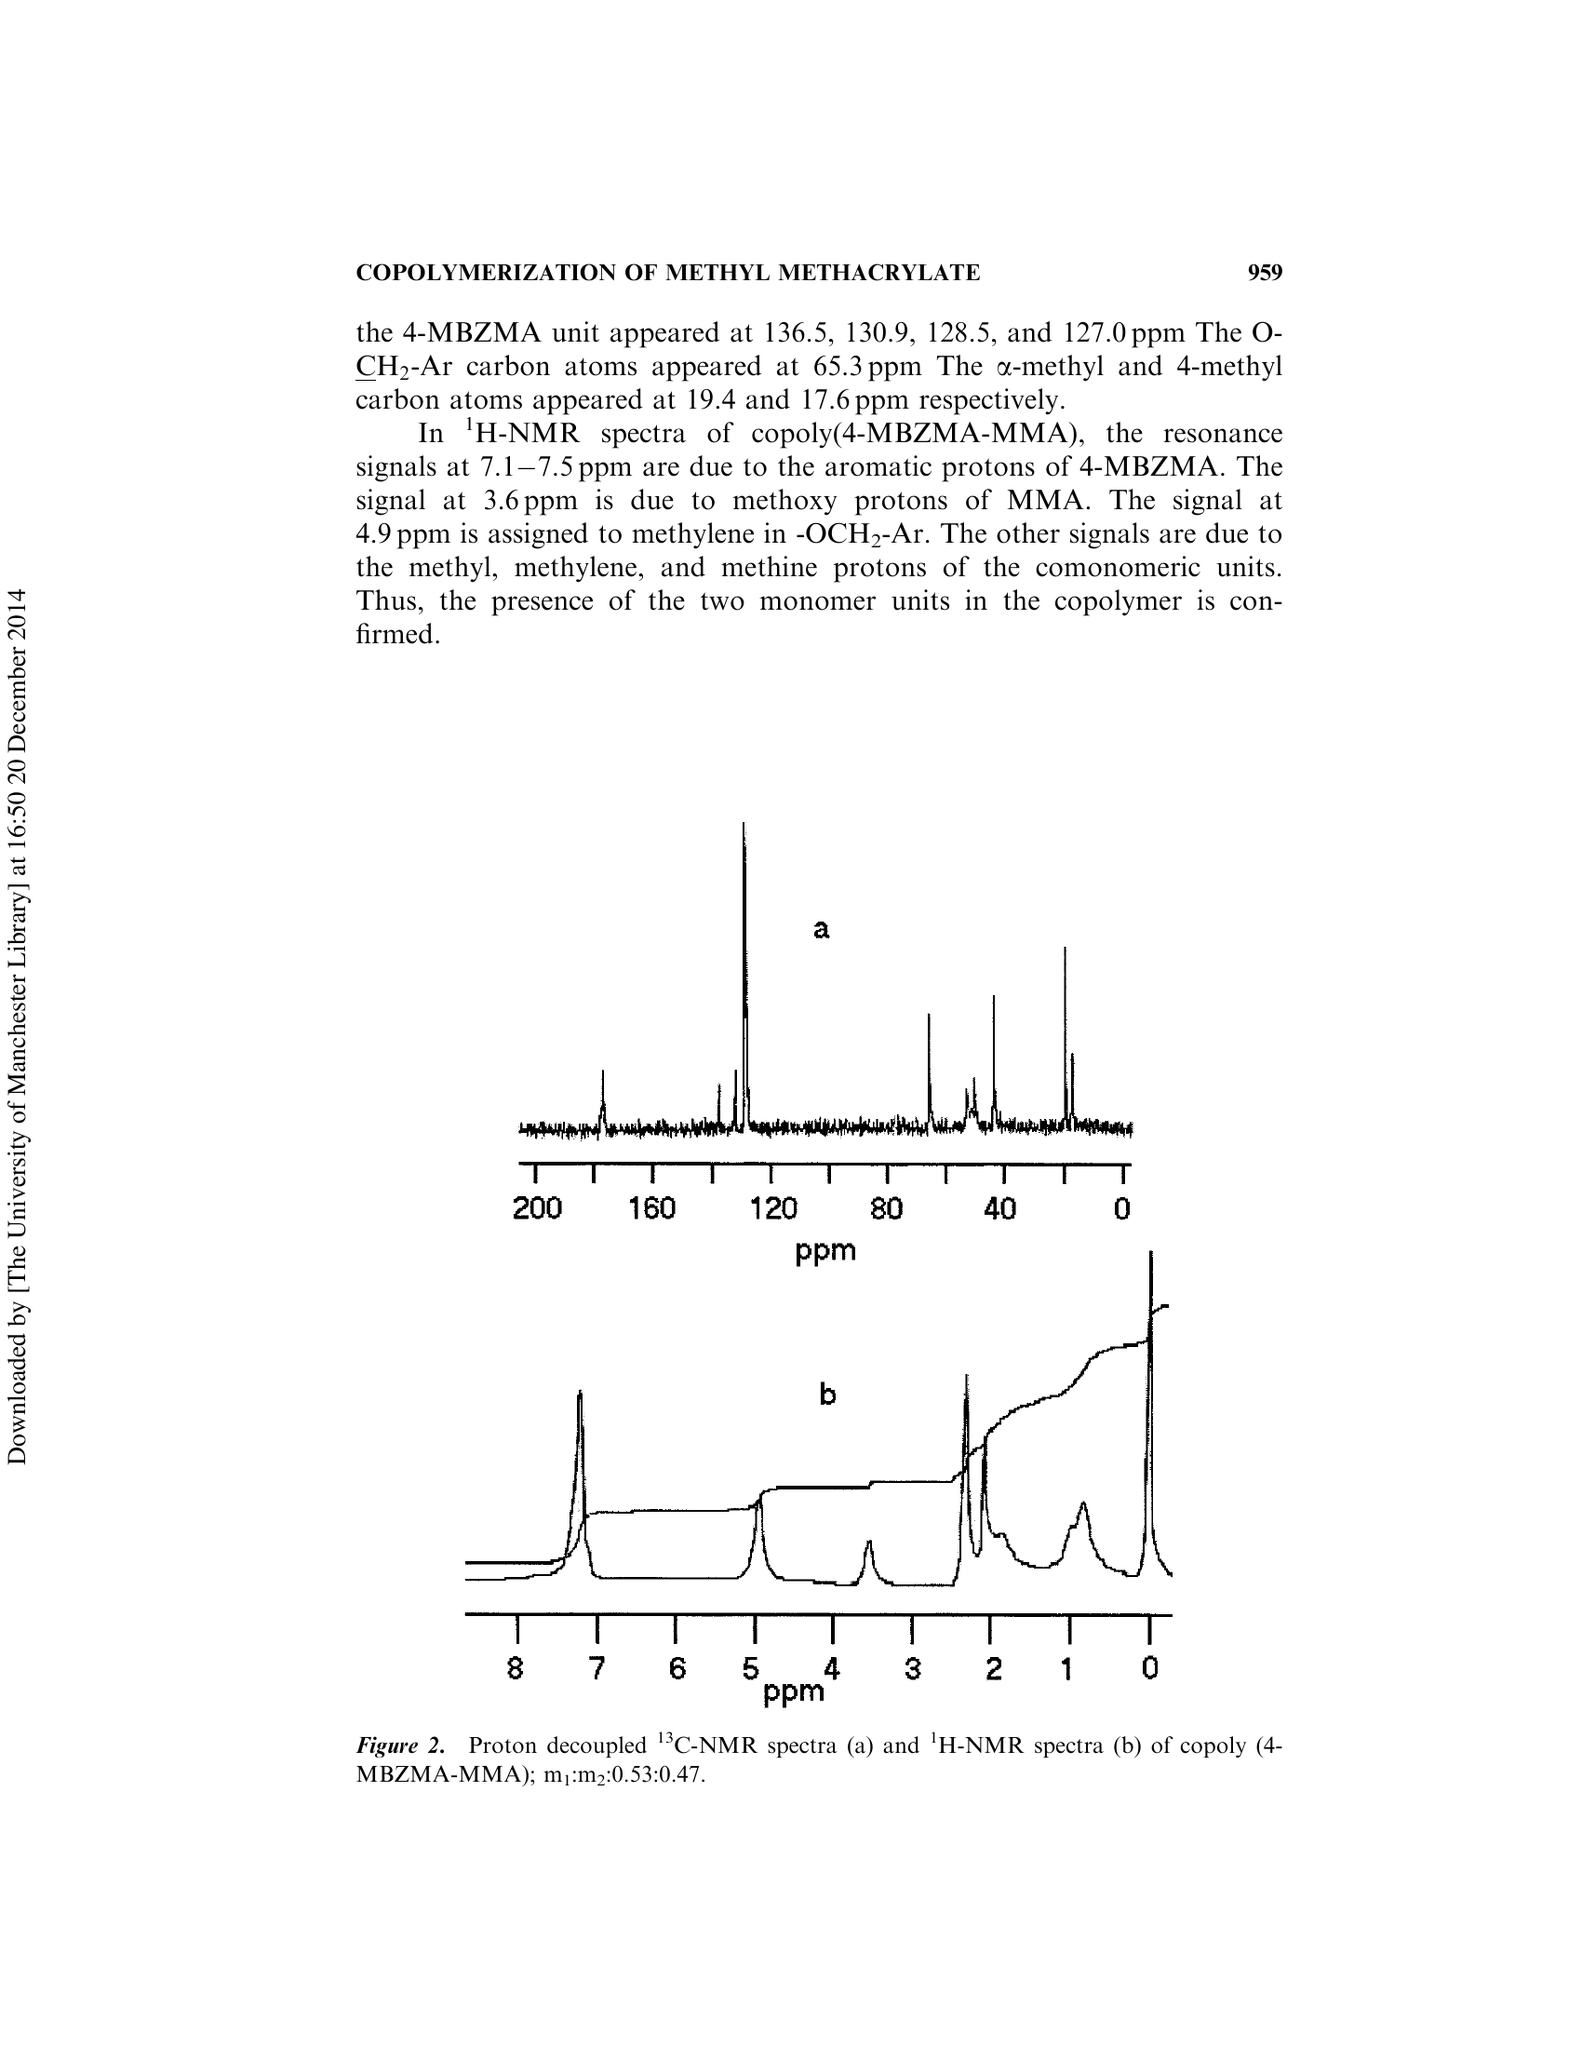 COPOLYMERIZATION OF METHYL METHACRYLATE 959
the 4-MBZMA unit appeared at 136.5, 130.9, 128.5, and 127.0 ppm The O-
CH₂-Ar carbon atoms appeared at 65.3 ppm The α-methyl and 4-methyl
carbon atoms appeared at 19.4 and 17.6 ppm respectively.
In ¹H-NMR spectra of copoly(4-MBZMA-MMA), the resonance
signals at 7.1–7.5 ppm are due to the aromatic protons of 4-MBZMA. The
signal at 3.6 ppm is due to methoxy protons of MMA. The signal at
4.9 ppm is assigned to methylene in -OCH₂-Ar. The other signals are due to
the methyl, methylene, and methine protons of the comonomeric units.
Thus, the presence of the two monomer units in the copolymer is con-
firmed.
a
200 160 120 80 40 0
ppm
b
8 7 6 5 4 3 2 1 0
ppm
Figure 2. Proton decoupled ¹³C-NMR spectra (a) and ¹H-NMR spectra (b) of copoly (4-
MBZMA-MMA); m₁:m₂:0.53:0.47.
Downloaded by [The University of Manchester Library] at 16:50 20 December 2014